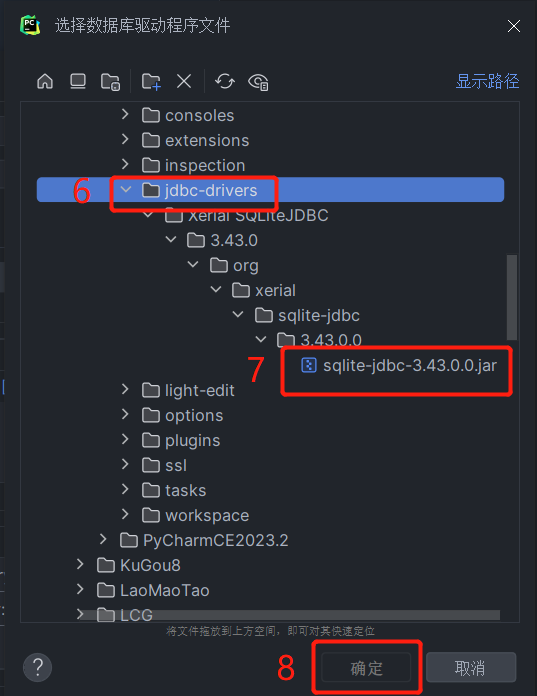 PC
选择数据库驱动程序文件
显示路径
consoles
extensions
inspection
6
jdbc-drivers
Xerial SQLiteJDBC
3.43.0
org
xerial
sqlite-jdbc
3.43.0.0
7
sqlite-jdbc-3.43.0.0.jar
light-edit
options
plugins
ssl
tasks
workspace
PyCharmCE2023.2
KuGou8
LaoMaoTao
LCG
将文件拖放到上方空间，即可对其快速定位
?
8
确定
取消